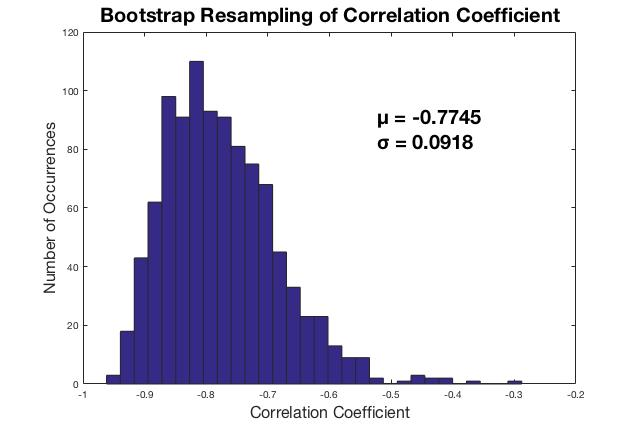 Bootstrap Resampling of Correlation Coefficient
120
100
80
60
40
20
0
Number of Occurrences
μ = -0.7745
σ = 0.0918
-1 -0.9 -0.8 -0.7 -0.6 -0.5 -0.4 -0.3 -0.2
Correlation Coefficient